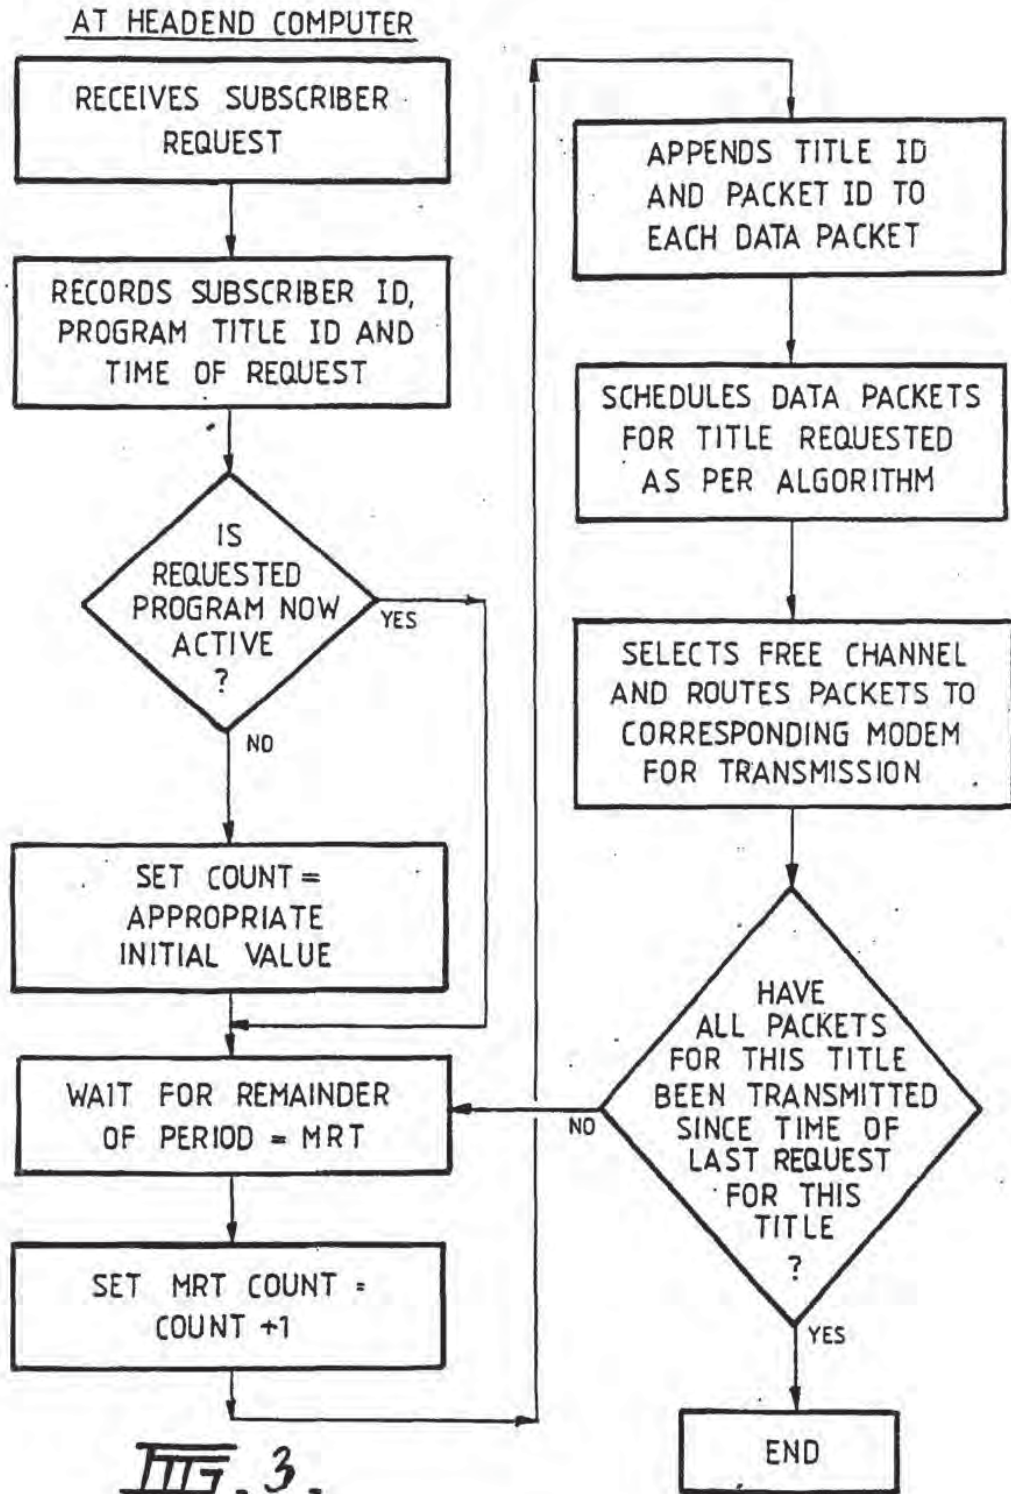 AT HEADEND COMPUTER
RECEIVES SUBSCRIBER
REQUEST
RECORDS SUBSCRIBER ID,
PROGRAM TITLE ID AND
TIME OF REQUEST
IS
REQUESTED
PROGRAM NOW
ACTIVE
?
YES
NO
SET COUNT =
APPROPRIATE
INITIAL VALUE
WAIT FOR REMAINDER
OF PERIOD = MRT
SET MRT COUNT =
COUNT +1
APPENDS TITLE ID
AND PACKET ID TO
EACH DATA PACKET
SCHEDULES DATA PACKETS
FOR TITLE REQUESTED
AS PER ALGORITHM
SELECTS FREE CHANNEL
AND ROUTES PACKETS TO
CORRESPONDING MODEM
FOR TRANSMISSION
HAVE
ALL PACKETS
FOR THIS TITLE
BEEN TRANSMITTED
SINCE TIME OF
LAST REQUEST
FOR THIS
TITLE
?
NO
YES
END
FIG. 3.